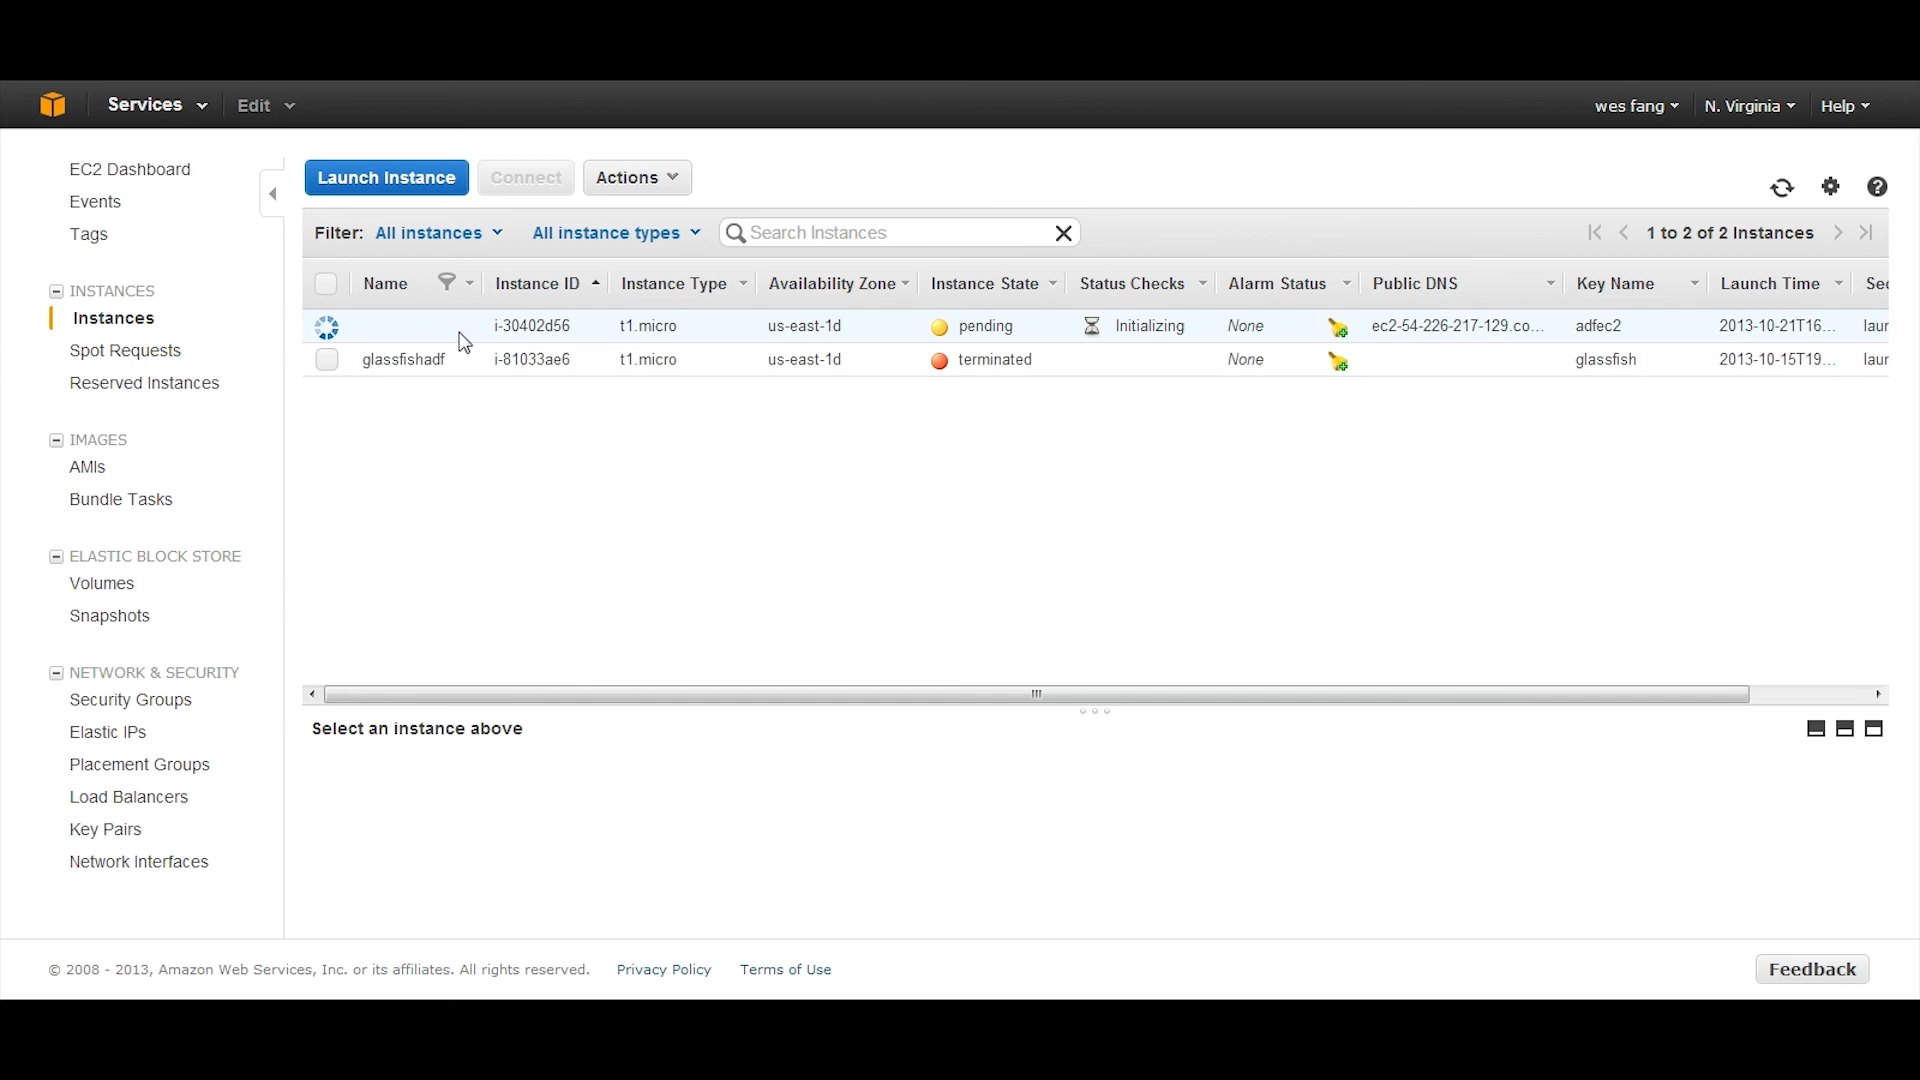 Services Edit wes fang N. Virginia Help
EC2 Dashboard
Events
Tags
INSTANCES
Instances
Spot Requests
Reserved Instances
IMAGES
AMIs
Bundle Tasks
ELASTIC BLOCK STORE
Volumes
Snapshots
NETWORK & SECURITY
Security Groups
Elastic IPs
Placement Groups
Load Balancers
Key Pairs
Network Interfaces
Launch Instance Connect Actions
Filter: All instances All instance types Search Instances 1 to 2 of 2 Instances
Name Instance ID Instance Type Availability Zone Instance State Status Checks Alarm Status Public DNS Key Name Launch Time Sec
i-30402d56 t1.micro us-east-1d pending Initializing None ec2-54-226-217-129.co... adfec2 2013-10-21T16... laun
glassfishadf i-81033ae6 t1.micro us-east-1d terminated None glassfish 2013-10-15T19... laun
Select an instance above
© 2008 - 2013, Amazon Web Services, Inc. or its affiliates. All rights reserved. Privacy Policy Terms of Use Feedback